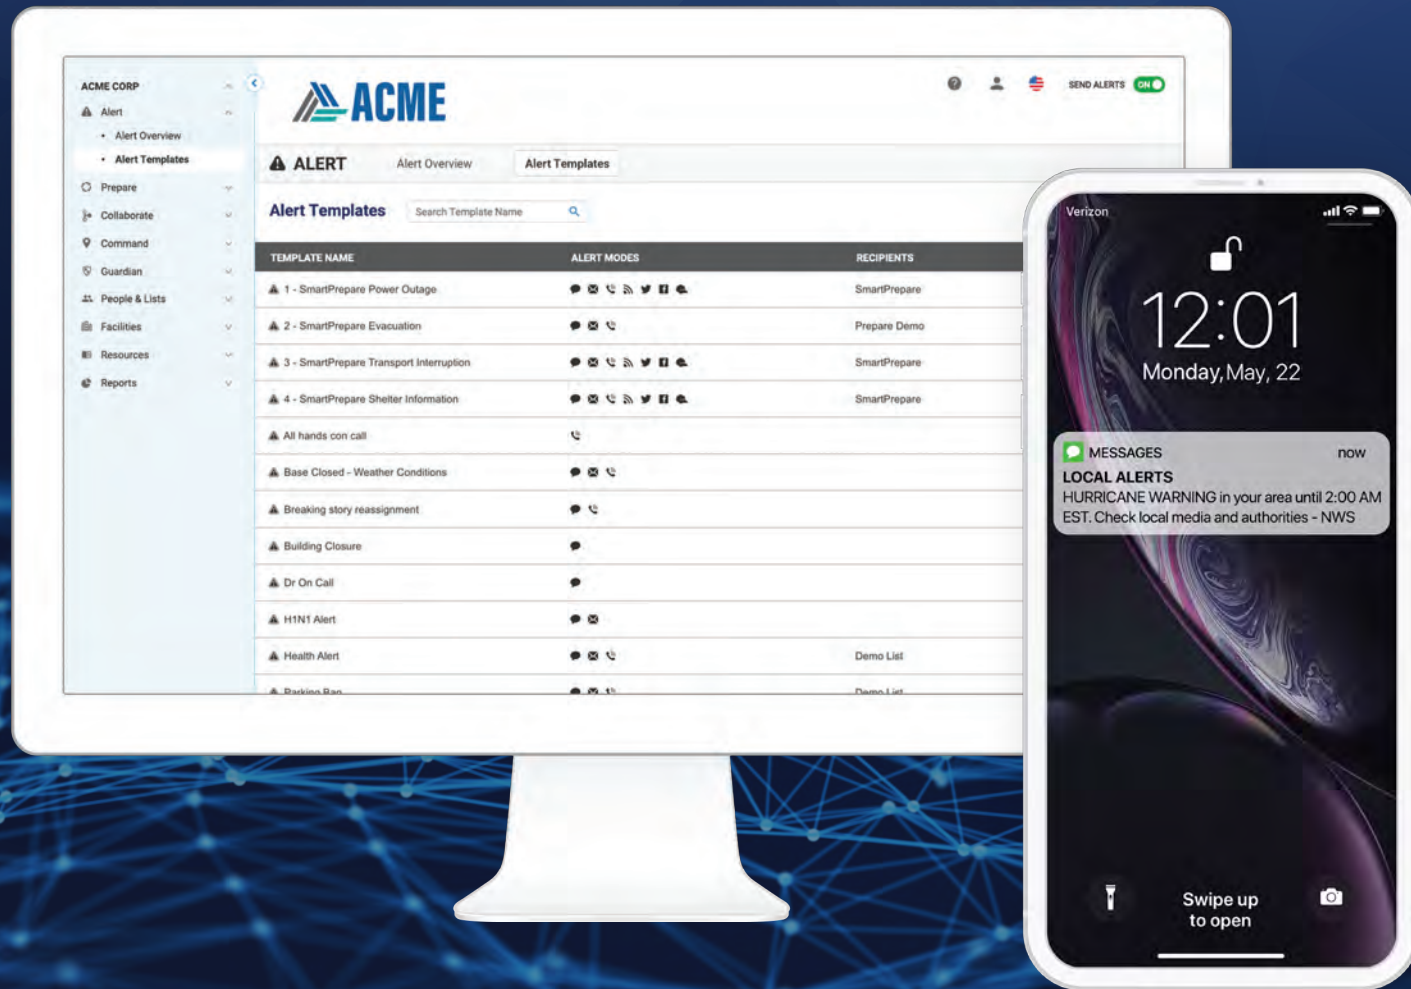 ACME CORP
Alert
• Alert Overview
• Alert Templates
Prepare
Collaborate
Command
Guardian
People & Lists
Facilities
Resources
Reports
ACME
SEND ALERTS ON
ALERT Alert Overview Alert Templates
Alert Templates Search Template Name
TEMPLATE NAME ALERT MODES RECIPIENTS
1 - SmartPrepare Power Outage SmartPrepare
2 - SmartPrepare Evacuation Prepare Demo
3 - SmartPrepare Transport Interruption SmartPrepare
4 - SmartPrepare Shelter Information SmartPrepare
All hands con call
Base Closed - Weather Conditions
Breaking story reassignment
Building Closure
Dr On Call
H1N1 Alert
Health Alert Demo List
Parking Ban Demo List
Verizon
12:01
Monday,May, 22
MESSAGES now
LOCAL ALERTS
HURRICANE WARNING in your area until 2:00 AM
EST. Check local media and authorities - NWS
Swipe up
to open